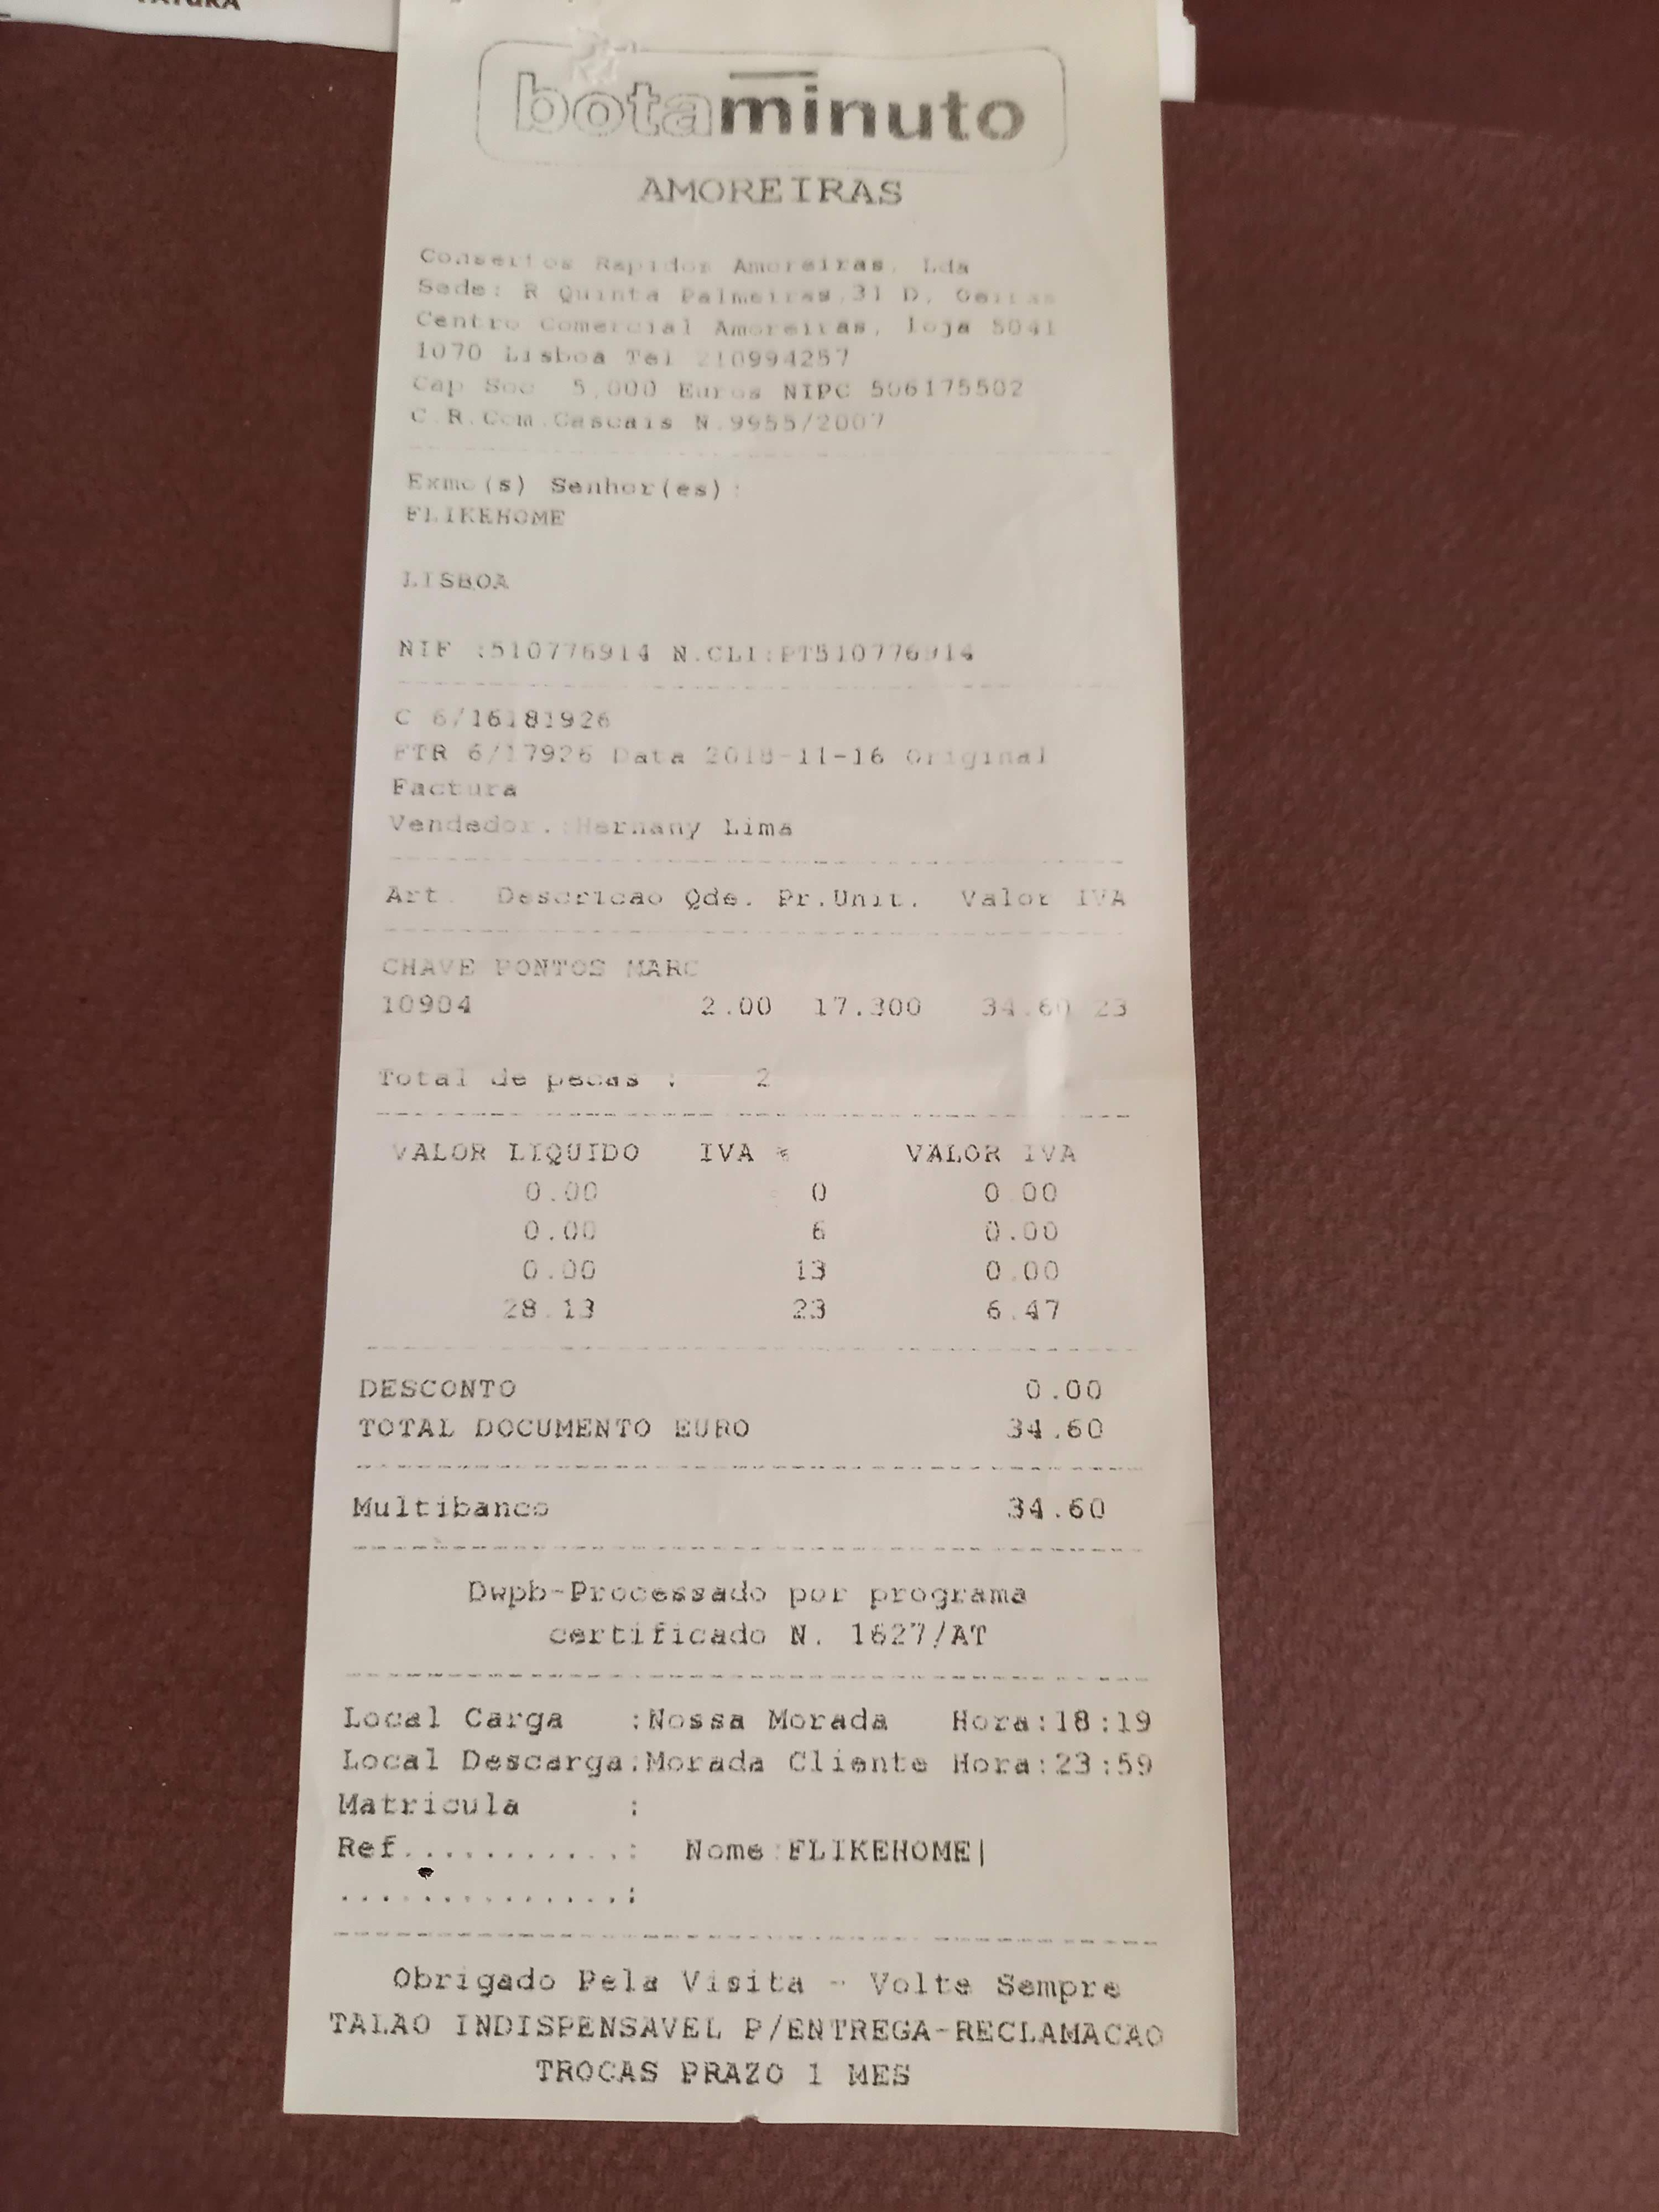 FATURA
botaminuto
AMOREIRAS
Consertos Rapidos Amoreiras, Lda
Sede: R Quinta Palmeiras,31 D, Oeiras
Centro Comercial Amoreiras, loja 5041
1070 Lisboa Tel 210994257
Cap Soc 5,000 Euros NIPC 506175502
C.R.Com.Cascais N.9955/2007
Exmo(s) Senhor(es):
FLIKEHOME
LISBOA
NIF :510776914 N.CLI:PT510776914
C 6/16181926
FTR 6/17926 Data 2018-11-16 Original
Factura
Vendedor.:Hernany Lima
Art. Descricao Qde. Pr.Unit. Valor IVA
CHAVE PONTOS MARC
10904 2.00 17.300 34.60 23
Total de pecas : 2
VALOR LIQUIDO IVA % VALOR IVA
0.00 0 0.00
0.00 6 0.00
0.00 13 0.00
28.13 23 6.47
DESCONTO 0.00
TOTAL DOCUMENTO EURO 34.60
Multibanco 34.60
Dwpb-Processado por programa
certificado N. 1627/AT
Local Carga :Nossa Morada Hora:18:19
Local Descarga:Morada Cliente Hora:23:59
Matricula :
Ref...........: Nome:FLIKEHOME|
..............:
Obrigado Pela Visita - Volte Sempre
TALAO INDISPENSAVEL P/ENTREGA-RECLAMACAO
TROCAS PRAZO 1 MES